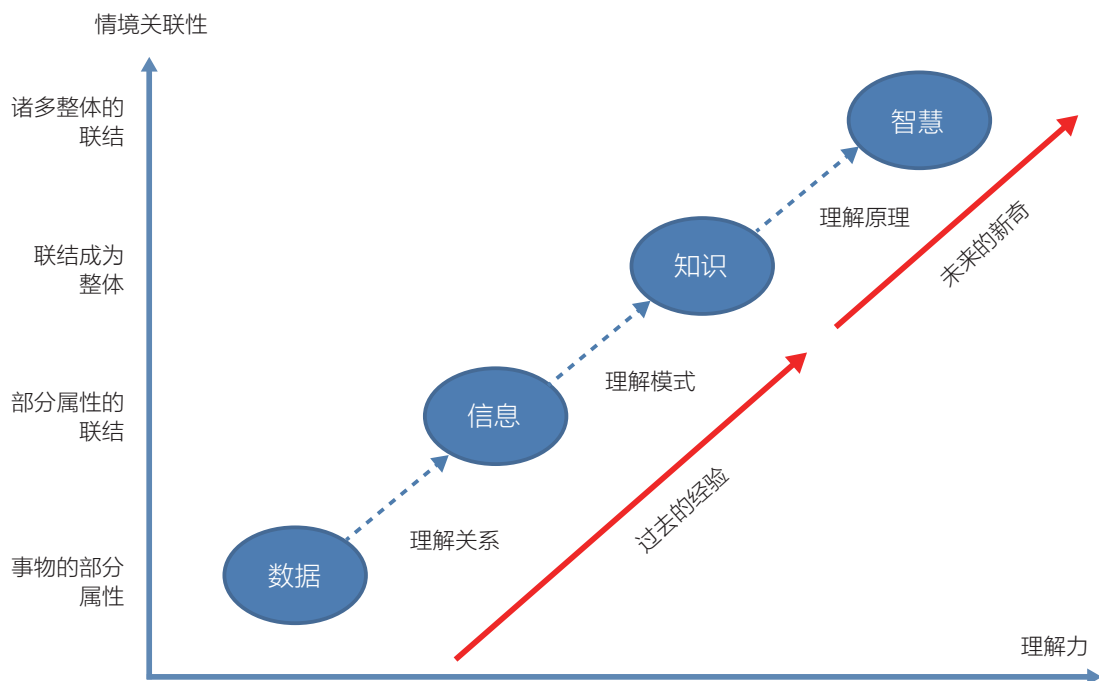 情境关联性
诸多整体的
联结
智慧
理解原理
未来的新奇
联结成为
整体
知识
理解模式
部分属性的
联结
信息
过去的经验
理解关系
事物的部分
属性
数据
理解力